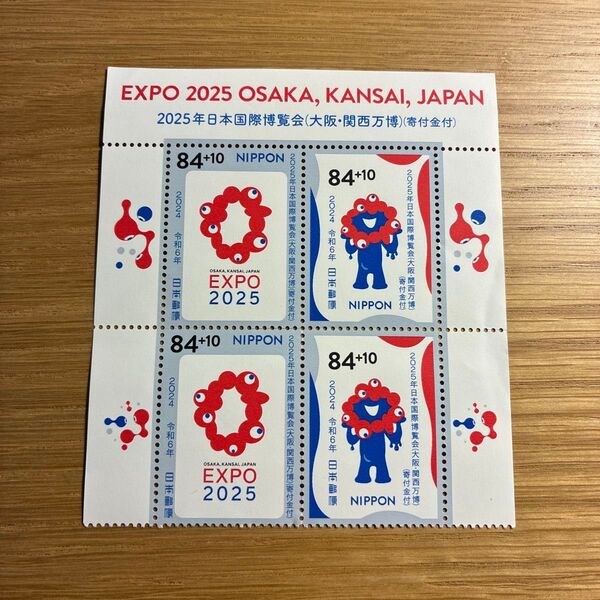 EXPO 2025 OSAKA, KANSAI, JAPAN
2025年日本国際博覧会(大阪・関西万博)(寄付金付)
84+10 NIPPON
2025年日本国際博覧会(大阪・関西万博)(寄付金付)
2024 令和6年 日本郵便
OSAKA, KANSAI, JAPAN
EXPO
2025
84+10
2025年日本国際博覧会(大阪・関西万博)(寄付金付)
2024 令和6年 日本郵便
NIPPON
84+10 NIPPON
2025年日本国際博覧会(大阪・関西万博)(寄付金付)
2024 令和6年 日本郵便
OSAKA, KANSAI, JAPAN
EXPO
2025
84+10
2025年日本国際博覧会(大阪・関西万博)(寄付金付)
2024 令和6年 日本郵便
NIPPON